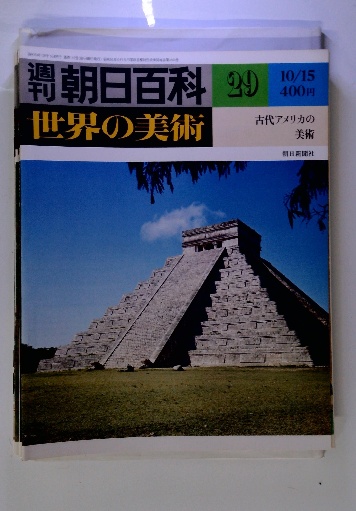 週刊 朝日百科
世界の美術
29
10/15
400円
古代アメリカの
美術
朝日新聞社